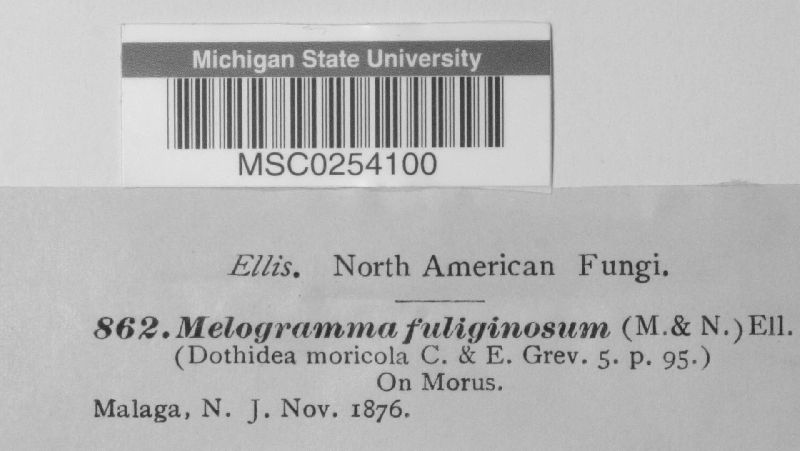 Michigan State University
MSC0254100
Ellis. North American Fungi.
862. Melogramma fuliginosum (M. & N.) Ell.
(Dothidea moricola C. & E. Grev. 5. p. 95.)
On Morus.
Malaga, N. J. Nov. 1876.